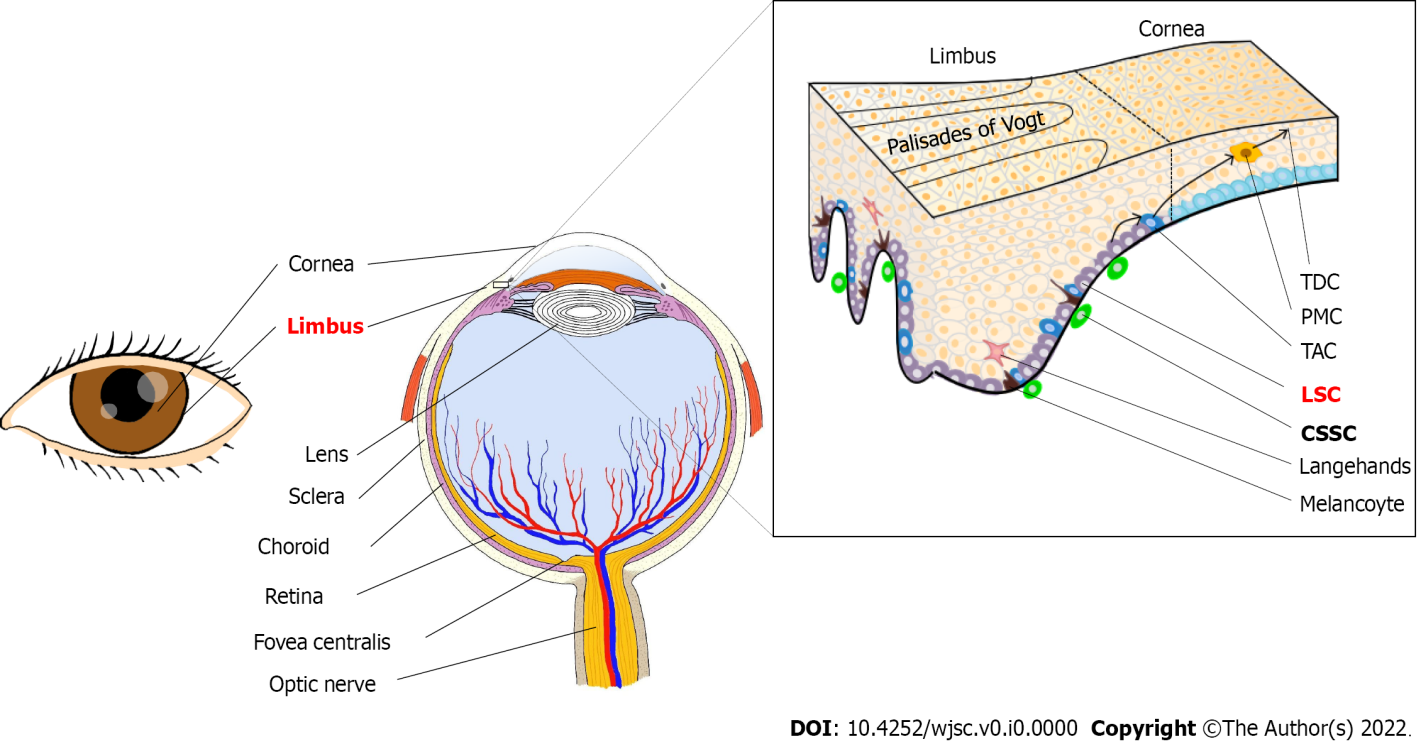 Cornea
Limbus
Lens
Sclera
Choroid
Retina
Fovea centralis
Optic nerve
Limbus
Cornea
Palisades of Vogt
TDC
PMC
TAC
LSC
CSSC
Langehands
Melancoyte
DOI: 10.4252/wjsc.v0.i0.0000 Copyright ©The Author(s) 2022.